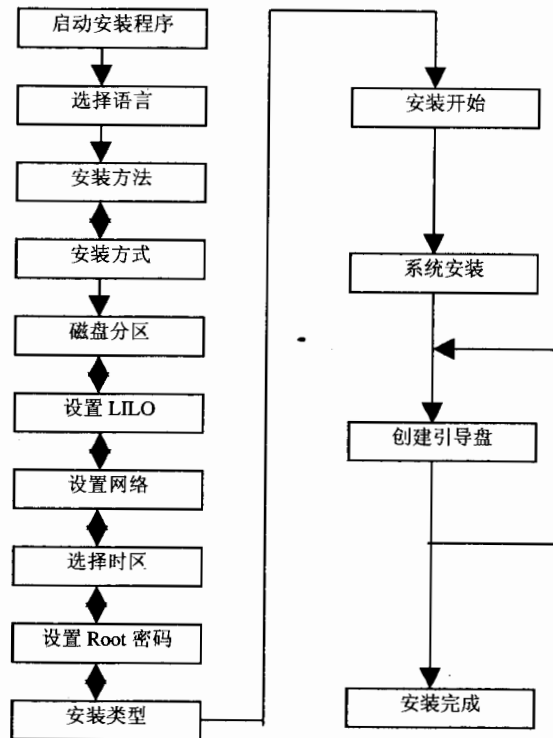 启动安装程序
选择语言
安装方法
安装方式
磁盘分区
设置 LILO
设置网络
选择时区
设置 Root 密码
安装类型
安装开始
系统安装
创建引导盘
安装完成